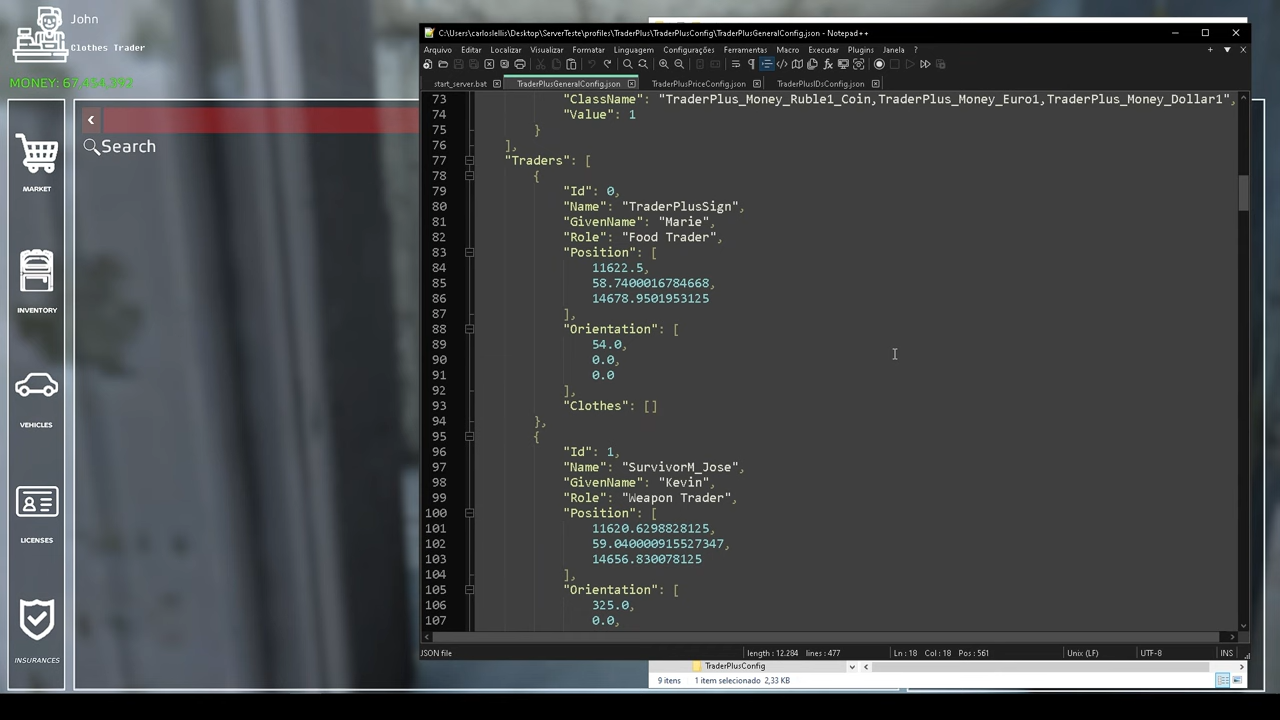 John
Clothes Trader
MARKET
INVENTORY
VEHICLES
LICENSES
INSURANCES
Search
C:\Users\carloslellis\Desktop\ServerTeste\profiles\TraderPlus\TraderPlusConfig\TraderPlusGeneralConfig.json - Notepad++
Arquivo Editar Localizar Visualizar Formatar Linguagem Configurações Ferramentas Macro Executar Plugins Janela ?
start_server.bat TraderPlusGeneralConfig.json TraderPlusPriceConfig.json TraderPlusIDsConfig.json
73 "ClassName": "TraderPlus_Money_Ruble1_Coin,TraderPlus_Money_Euro1,TraderPlus_Money_Dollar1",
74 "Value": 1
75 }
76 ],
77 "Traders": [
78 {
79 "Id": 0,
80 "Name": "TraderPlusSign",
81 "GivenName": "Marie",
82 "Role": "Food Trader",
83 "Position": [
84 11622.5,
85 58.7400016784668,
86 14678.9501953125
87 ],
88 "Orientation": [
89 54.0,
90 0.0,
91 0.0
92 ],
93 "Clothes": []
94 },
95 {
96 "Id": 1,
97 "Name": "SurvivorM_Jose",
98 "GivenName": "Kevin",
99 "Role": "Weapon Trader",
100 "Position": [
101 11620.6298828125,
102 59.040000915527347,
103 14656.830078125
104 ],
105 "Orientation": [
106 325.0,
107 0.0,
JSON file length : 12.284 lines : 477 Ln : 18 Col : 18 Pos : 561 Unix (LF) UTF-8 INS
TraderPlusConfig
9 itens 1 item selecionado 2,33 KB